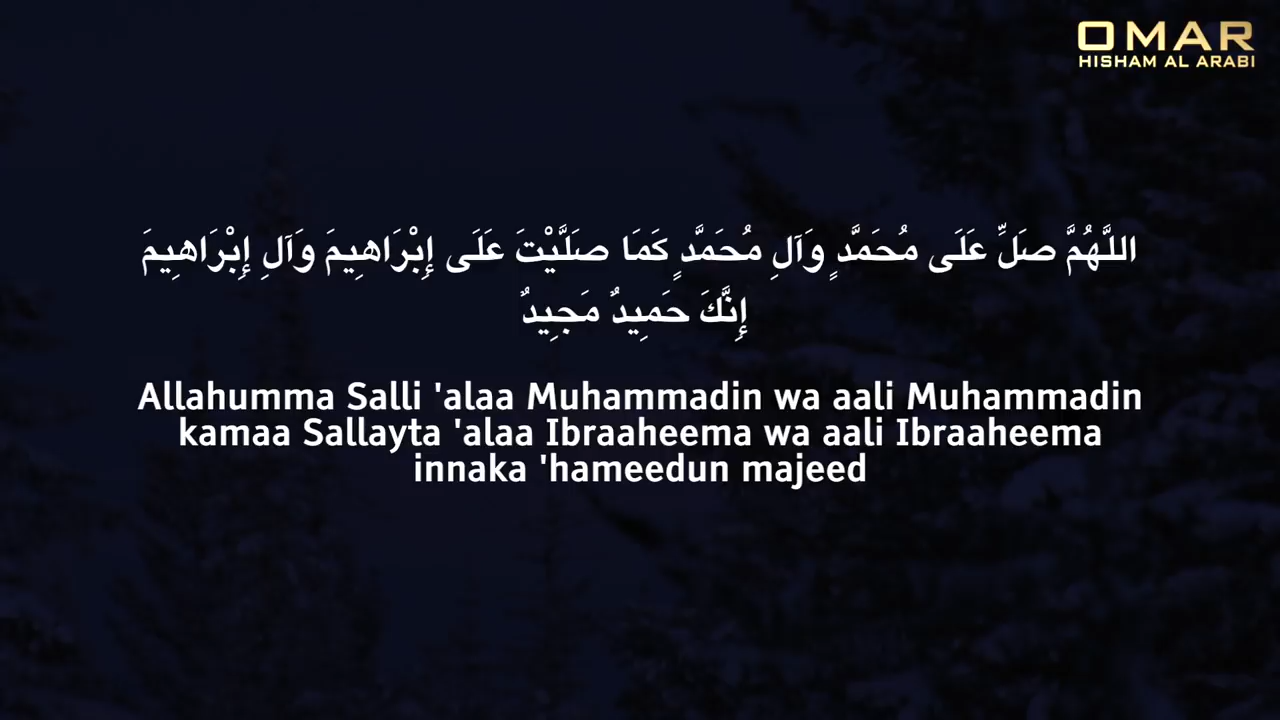 OMAR
HISHAM AL ARABI
اللَّهُمَّ صَلِّ عَلَى مُحَمَّدٍ وَآلِ مُحَمَّدٍ كَمَا صَلَّيْتَ عَلَى إِبْرَاهِيمَ وَآلِ إِبْرَاهِيمَ
إِنَّكَ حَمِيدٌ مَجِيدٌ
Allahumma Salli 'alaa Muhammadin wa aali Muhammadin
kamaa Sallayta 'alaa Ibraaheema wa aali Ibraaheema
innaka 'hameedun majeed